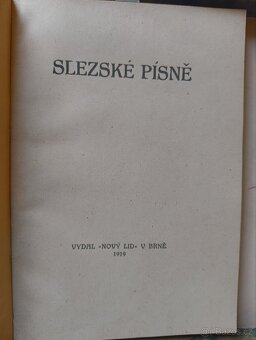 SLEZSKÉ PÍSNĚ
VYDAL »NOVÝ LID« V BRNĚ
1919